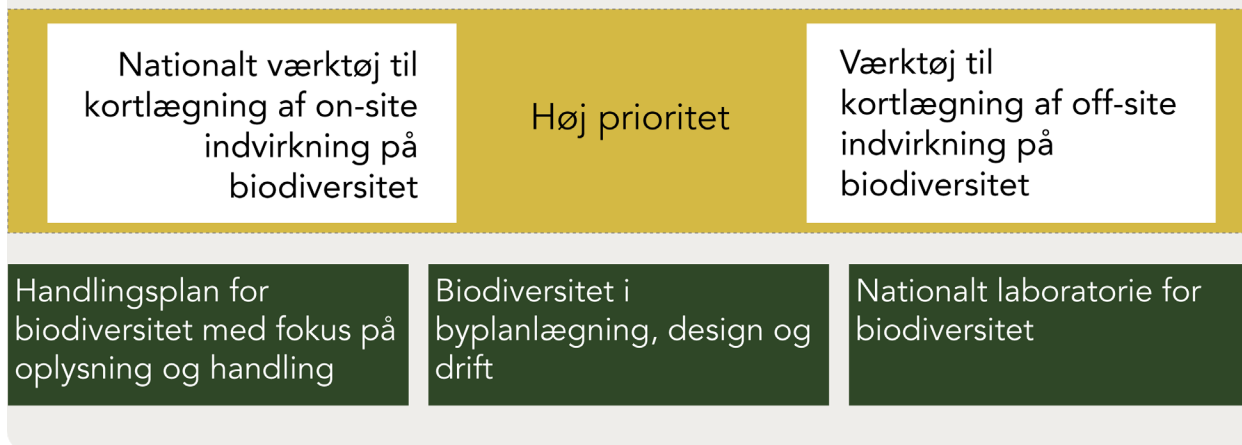 Nationalt værktøj til
kortlægning af on-site
indvirkning på
biodiversitet
Høj prioritet
Værktøj til
kortlægning af off-site
indvirkning på
biodiversitet
Handlingsplan for
biodiversitet med fokus på
oplysning og handling
Biodiversitet i
byplanlægning, design og
drift
Nationalt laboratorie for
biodiversitet